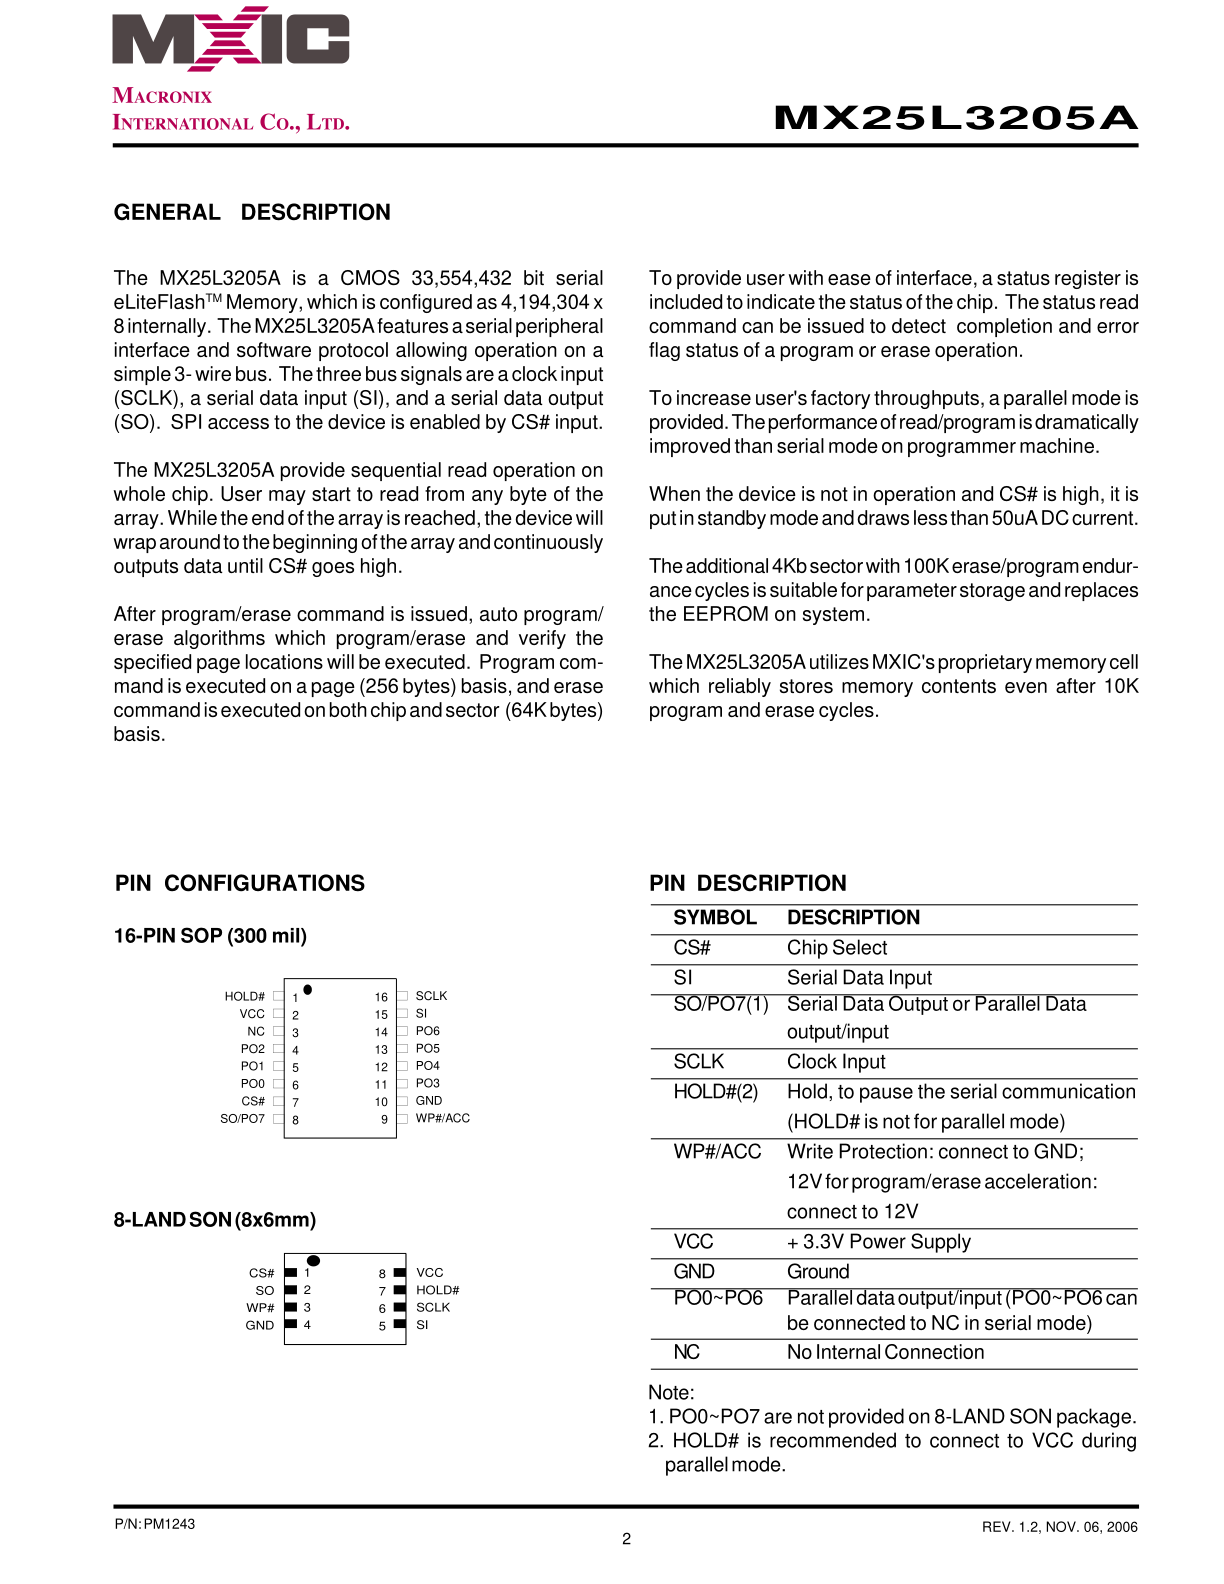 MXIC
MACRONIX
INTERNATIONAL CO., LTD.
MX25L3205A
GENERAL DESCRIPTION
The MX25L3205A is a CMOS 33,554,432 bit serial
eLiteFlash™ Memory, which is configured as 4,194,304 x
8 internally. The MX25L3205A features a serial peripheral
interface and software protocol allowing operation on a
simple 3- wire bus. The three bus signals are a clock input
(SCLK), a serial data input (SI), and a serial data output
(SO). SPI access to the device is enabled by CS# input.
The MX25L3205A provide sequential read operation on
whole chip. User may start to read from any byte of the
array. While the end of the array is reached, the device will
wrap around to the beginning of the array and continuously
outputs data until CS# goes high.
After program/erase command is issued, auto program/
erase algorithms which program/erase and verify the
specified page locations will be executed. Program com-
mand is executed on a page (256 bytes) basis, and erase
command is executed on both chip and sector (64K bytes)
basis.
To provide user with ease of interface, a status register is
included to indicate the status of the chip. The status read
command can be issued to detect completion and error
flag status of a program or erase operation.
To increase user's factory throughputs, a parallel mode is
provided. The performance of read/program is dramatically
improved than serial mode on programmer machine.
When the device is not in operation and CS# is high, it is
put in standby mode and draws less than 50uA DC current.
The additional 4Kb sector with 100K erase/program endur-
ance cycles is suitable for parameter storage and replaces
the EEPROM on system.
The MX25L3205A utilizes MXIC's proprietary memory cell
which reliably stores memory contents even after 10K
program and erase cycles.
PIN CONFIGURATIONS
16-PIN SOP (300 mil)
HOLD# 1 16 SCLK
VCC 2 15 SI
NC 3 14 PO6
PO2 4 13 PO5
PO1 5 12 PO4
PO0 6 11 PO3
CS# 7 10 GND
SO/PO7 8 9 WP#/ACC
8-LAND SON (8x6mm)
CS# 1 8 VCC
SO 2 7 HOLD#
WP# 3 6 SCLK
GND 4 5 SI
PIN DESCRIPTION
SYMBOL DESCRIPTION
CS# Chip Select
SI Serial Data Input
SO/PO7(1) Serial Data Output or Parallel Data
output/input
SCLK Clock Input
HOLD#(2) Hold, to pause the serial communication
(HOLD# is not for parallel mode)
WP#/ACC Write Protection: connect to GND;
12V for program/erase acceleration:
connect to 12V
VCC + 3.3V Power Supply
GND Ground
PO0~PO6 Parallel data output/input (PO0~PO6 can
be connected to NC in serial mode)
NC No Internal Connection
Note:
1. PO0~PO7 are not provided on 8-LAND SON package.
2. HOLD# is recommended to connect to VCC during
parallel mode.
P/N: PM1243
2
REV. 1.2, NOV. 06, 2006